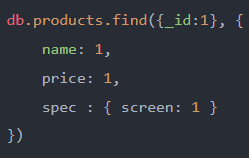 db.products.find({_id:1}, {
    name: 1,
    price: 1,
    spec : { screen: 1 }
})